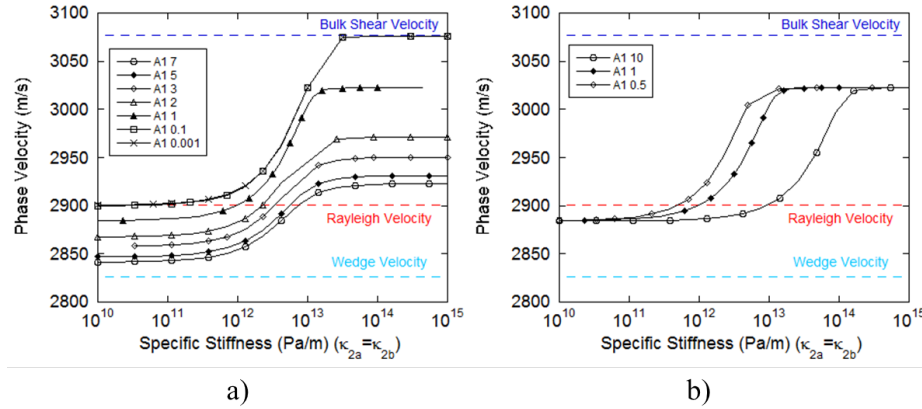 Bulk Shear Velocity
A1 7
A1 5
A1 3
A1 2
A1 1
A1 0.1
A1 0.001
Rayleigh Velocity
Wedge Velocity
3100
3050
3000
2950
2900
2850
2800
Phase Velocity (m/s)
10^10 10^11 10^12 10^13 10^14 10^15
Specific Stiffness (Pa/m) (κ2a=κ2b)
a)
Bulk Shear Velocity
A1 10
A1 1
A1 0.5
Rayleigh Velocity
Wedge Velocity
3100
3050
3000
2950
2900
2850
2800
Phase Velocity (m/s)
10^10 10^11 10^12 10^13 10^14 10^15
Specific Stiffness (Pa/m) (κ2a=κ2b)
b)